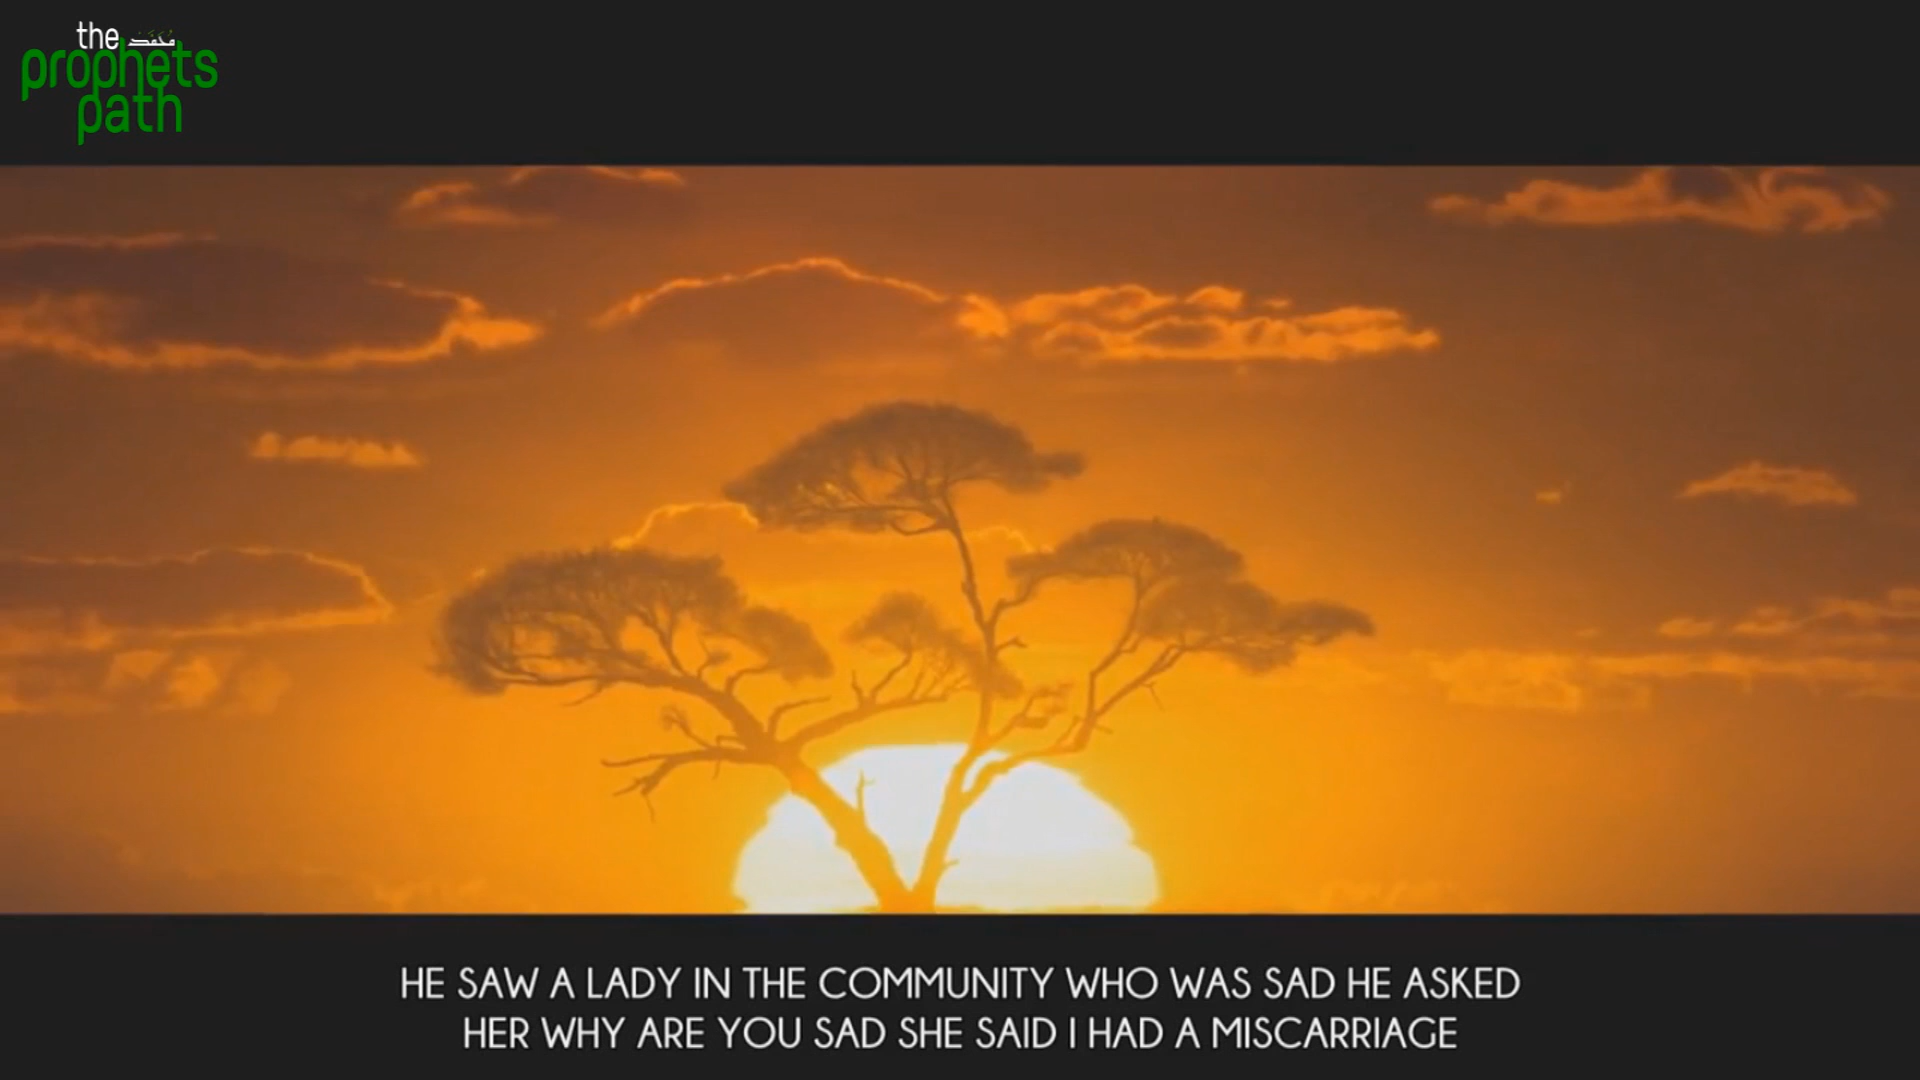 the مُحَمَّد
prophets
path
HE SAW A LADY IN THE COMMUNITY WHO WAS SAD HE ASKED
HER WHY ARE YOU SAD SHE SAID I HAD A MISCARRIAGE